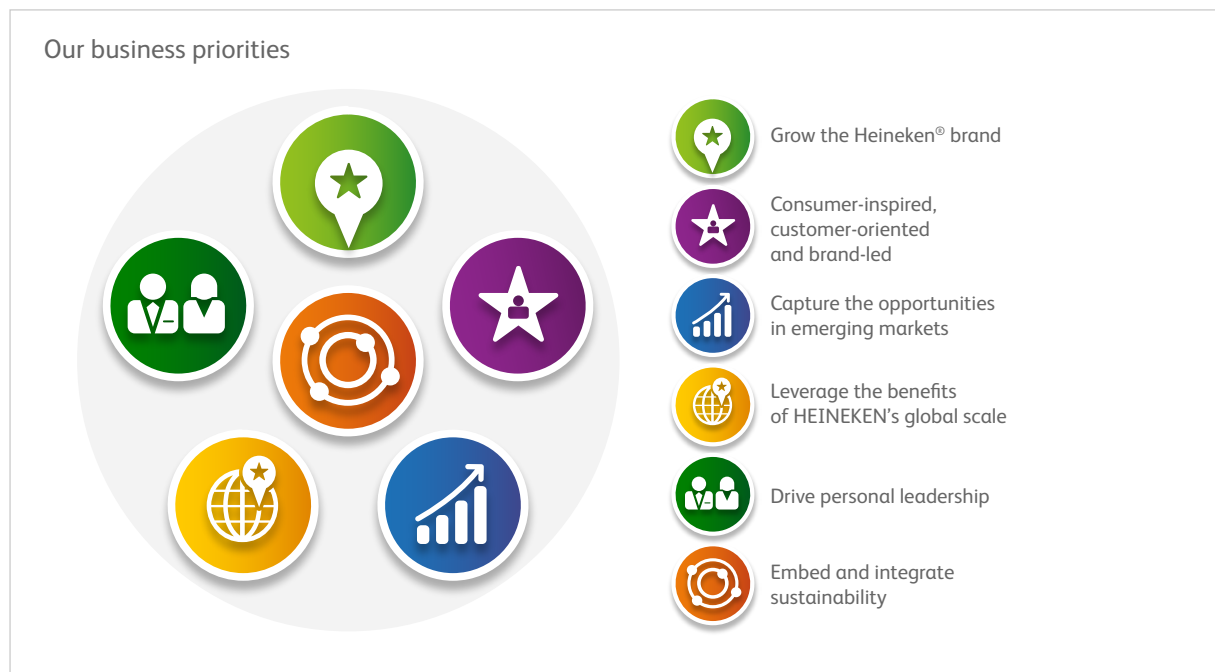 Our business priorities
Grow the Heineken® brand
Consumer-inspired,
customer-oriented
and brand-led
Capture the opportunities
in emerging markets
Leverage the benefits
of HEINEKEN’s global scale
Drive personal leadership
Embed and integrate
sustainability